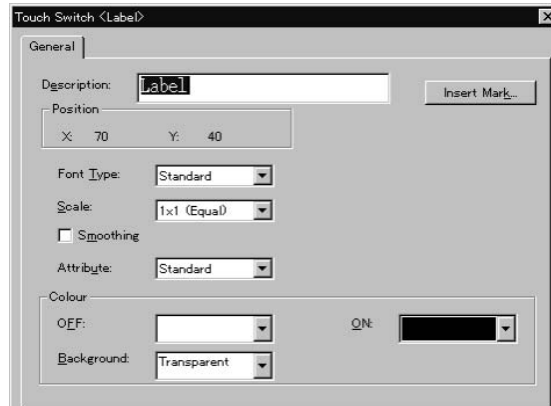 Touch Switch <Label>
General
Description: Label Insert Mark...
Position
X: 70 Y: 40
Font Type: Standard
Scale: 1x1 (Equal)
Smoothing
Attribute: Standard
Colour
OFF: ON:
Background: Transparent